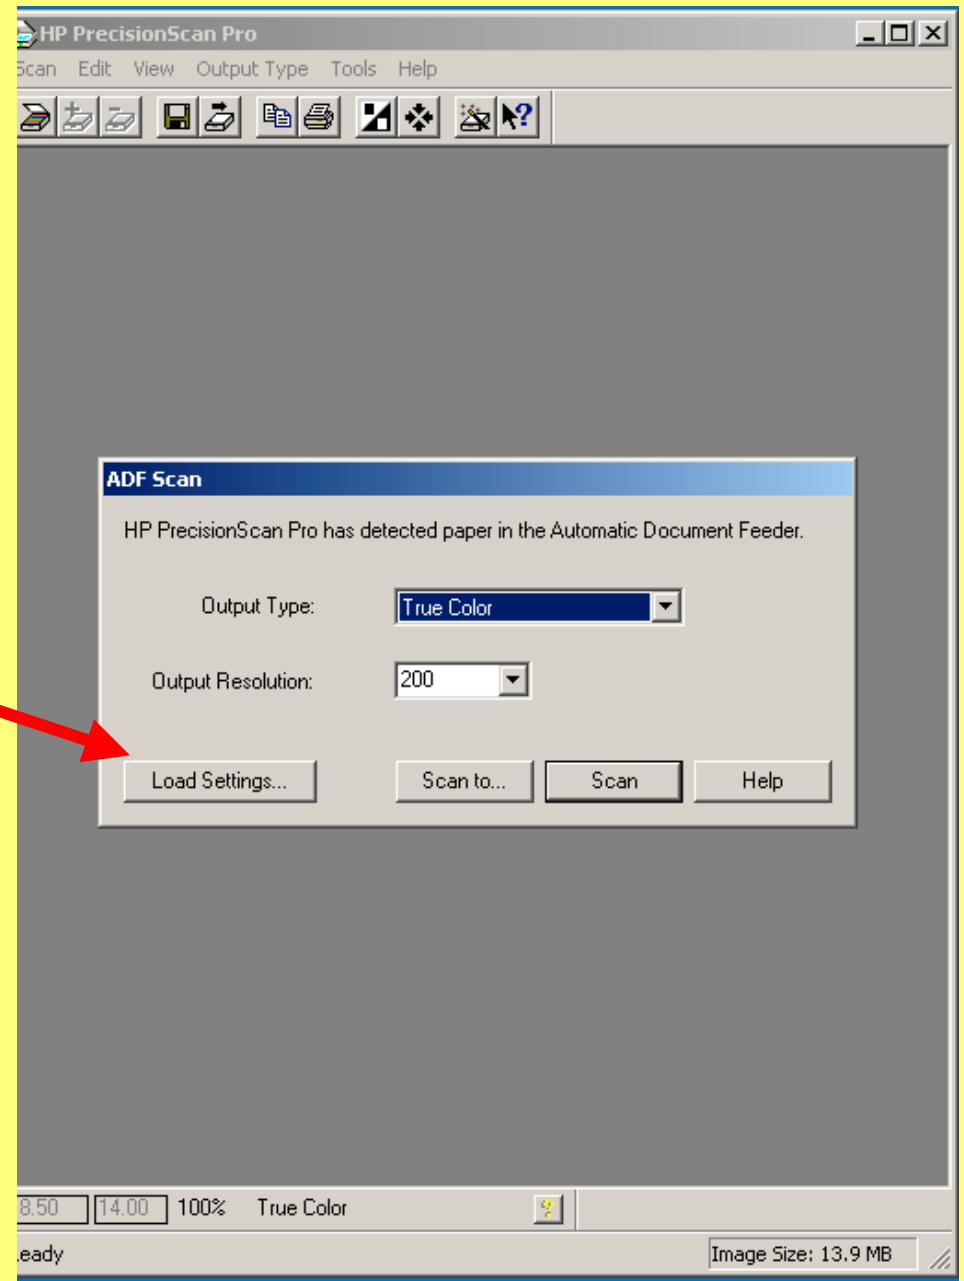 HP PrecisionScan Pro
Scan Edit View Output Type Tools Help
ADF Scan
HP PrecisionScan Pro has detected paper in the Automatic Document Feeder.
Output Type: True Color
Output Resolution: 200
Load Settings... Scan to... Scan Help
8.50 14.00 100% True Color
eady Image Size: 13.9 MB